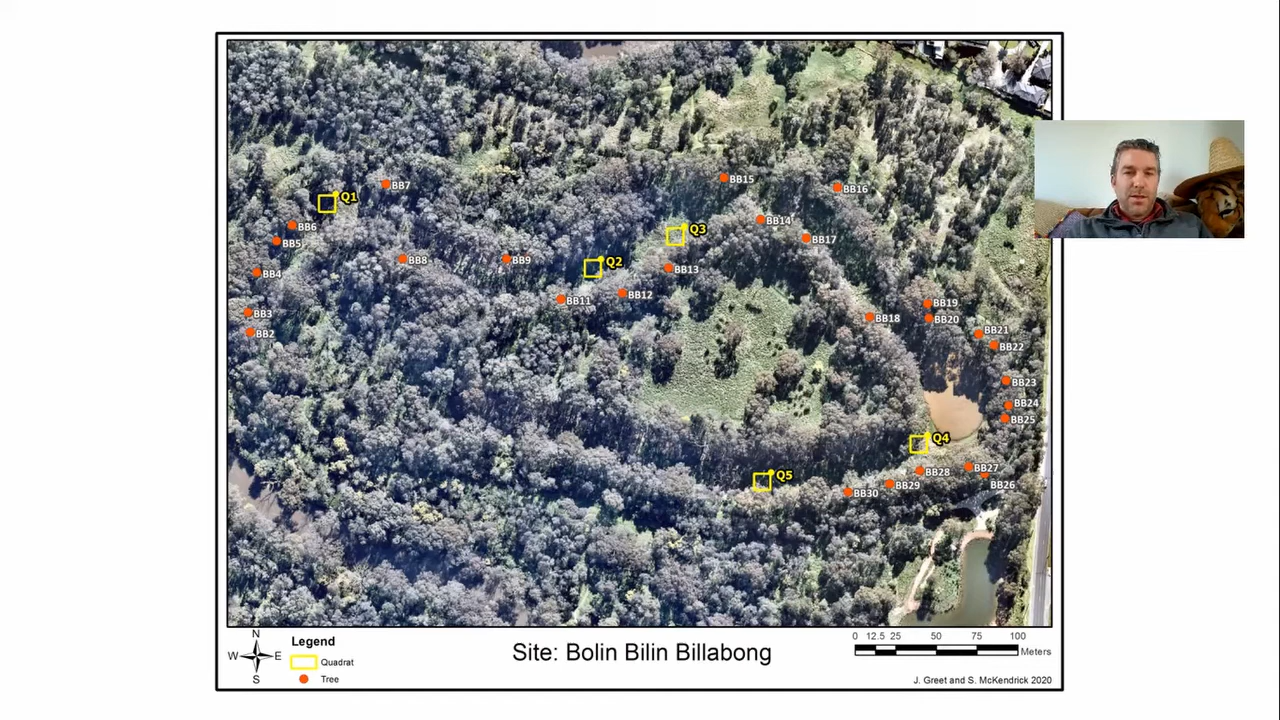 BB15
BB7
BB16
Q1
BB14
BB6
Q3
BB17
BB5
BB8
BB9
Q2
BB13
BB4
BB12
BB11
BB19
BB3
BB18
BB20
BB2
BB21
BB22
BB23
BB24
BB25
Q4
BB27
BB28
Q5
BB29
BB26
BB30
N
W E
S
Legend
Quadrat
Tree
Site: Bolin Bilin Billabong
0 12.5 25 50 75 100
Meters
J. Greet and S. McKendrick 2020